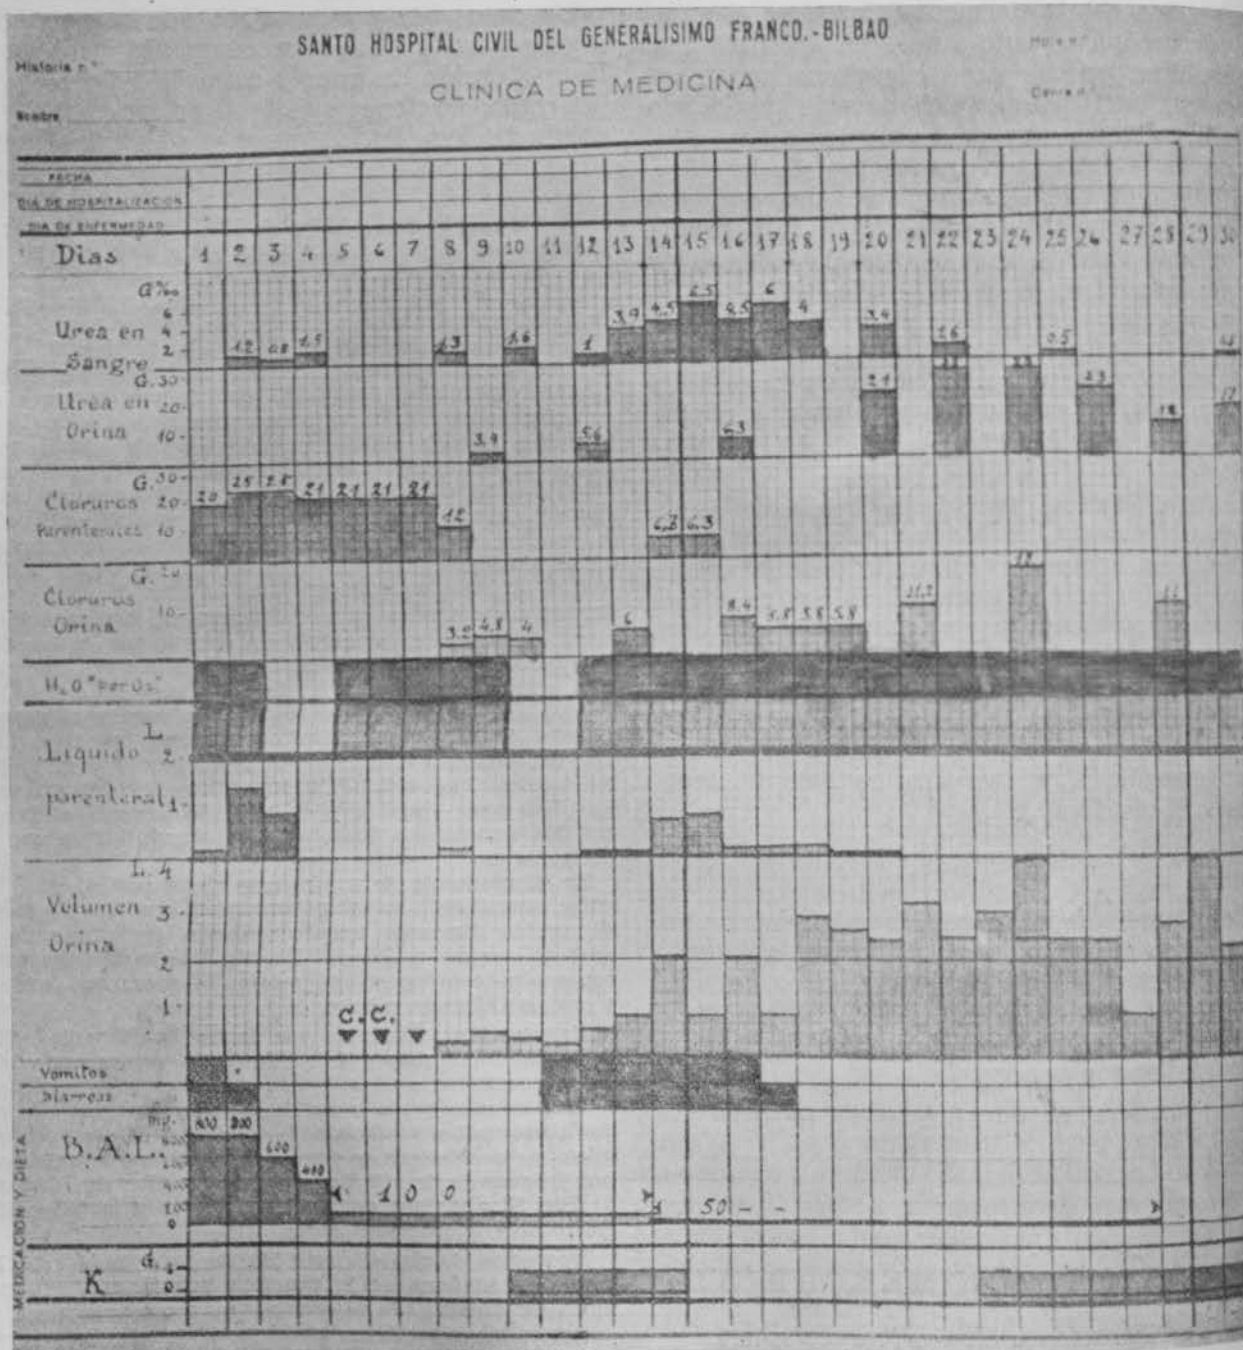 SANTO HOSPITAL CIVIL DEL GENERALISIMO FRANCO.-BILBAO
Historia n.º
CLINICA DE MEDICINA
Nombre
FECHA
DIA DE HOSPITALIZACION
DIA DE ENFERMEDAD
Dias 1 2 3 4 5 6 7 8 9 10 11 12 13 14 15 16 17 18 19 20 21 22 23 24 25 26 27 28 29 30
G‰
6
Urea en 4
2
Sangre
1.2 0.8 1.5 1.3 1.6 1 3.9 4.5 6.5 4.5 6 4 3.4 2.6 0.5
G. 30
Urea en 20
Orina 10
3.4 5.6 6.3 21 18 17
G. 30
Cloruros 20
Parenterales 10
20 25 25 21 21 21 21 12 6.3 6.3
G. 20
Cloruros 10
Orina
3.2 4.8 4 6 8.4 5.8 5.8 5.8 11.2 11
H₂O "per Os"
L
Liquido 2
parenteral 1
L. 4
Volumen 3
Orina
2
1
C. C.
Vomitos
Diarreas
mg.
B.A.L.
800 800 600 400
100
50 - -
200
0
G.
K
0
MEDICACION Y DIETA